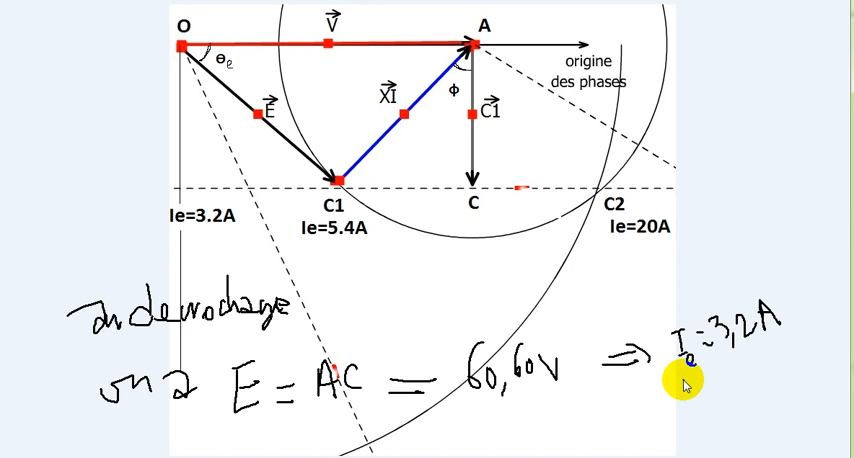 O V A
θe origine
des phases
E XI ϕ C1
C1 C C2
Ie=3.2A Ie=5.4A Ie=20A
au decrochage
on a E = AC = 60,60V ⇒ Ie=3,2A